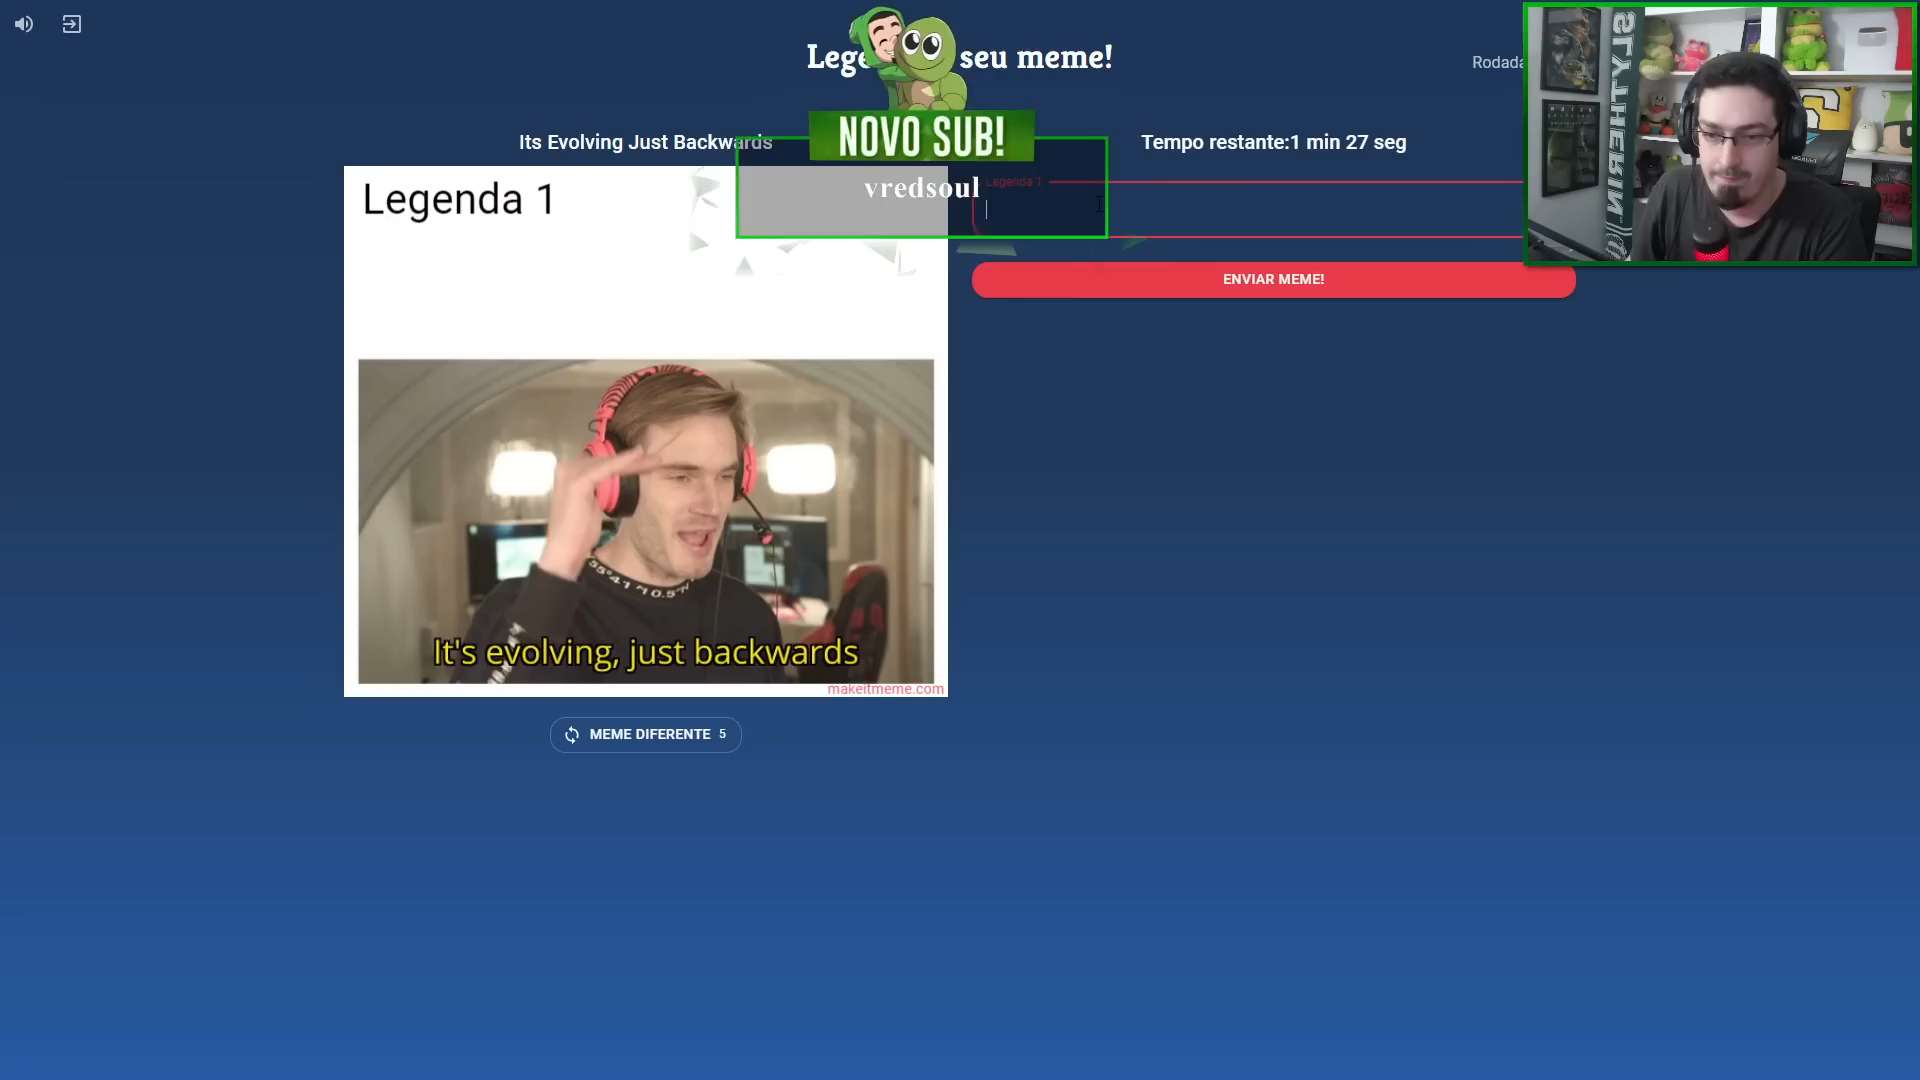 Lege seu meme!
Rodada
NOVO SUB!
Its Evolving Just Backwards
Tempo restante:1 min 27 seg
vredsoul
Legenda 1
Legenda 1
ENVIAR MEME!
SLYTHERIN
It's evolving, just backwards
makeitmeme.com
MEME DIFERENTE 5